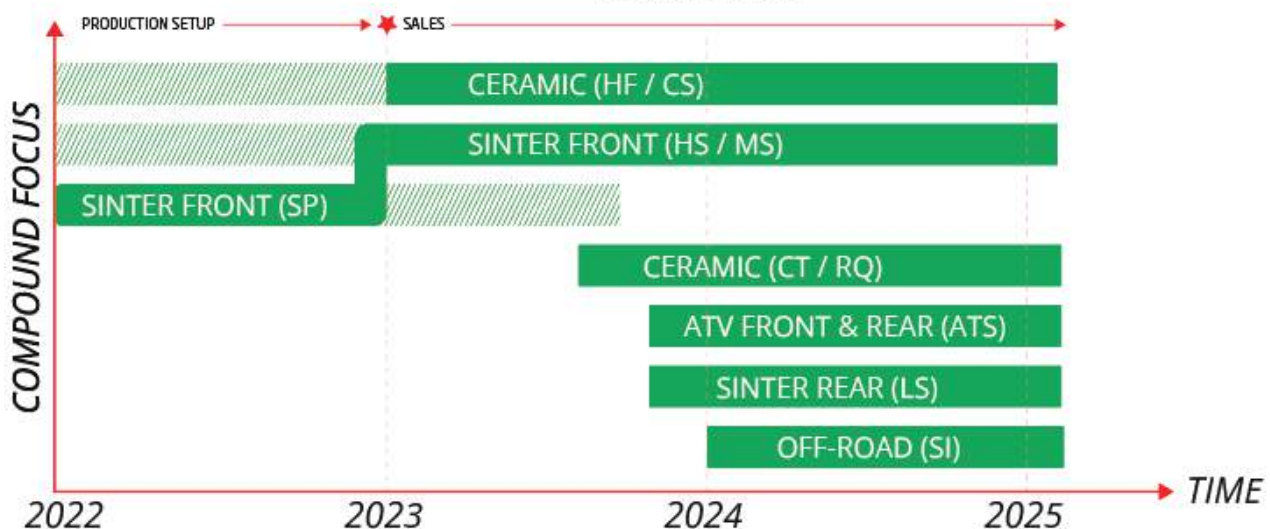 PRODUCTION SETUP
SALES
COMPOUND FOCUS
CERAMIC (HF / CS)
SINTER FRONT (HS / MS)
SINTER FRONT (SP)
CERAMIC (CT / RQ)
ATV FRONT & REAR (ATS)
SINTER REAR (LS)
OFF-ROAD (SI)
TIME
2022 2023 2024 2025